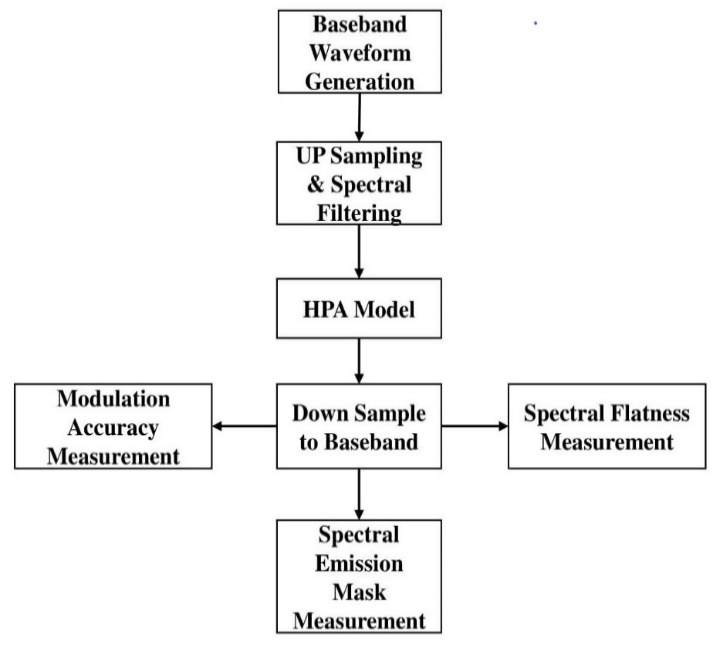 Baseband
Waveform
Generation
UP Sampling
& Spectral
Filtering
HPA Model
Modulation
Accuracy
Measurement
Down Sample
to Baseband
Spectral Flatness
Measurement
Spectral
Emission
Mask
Measurement